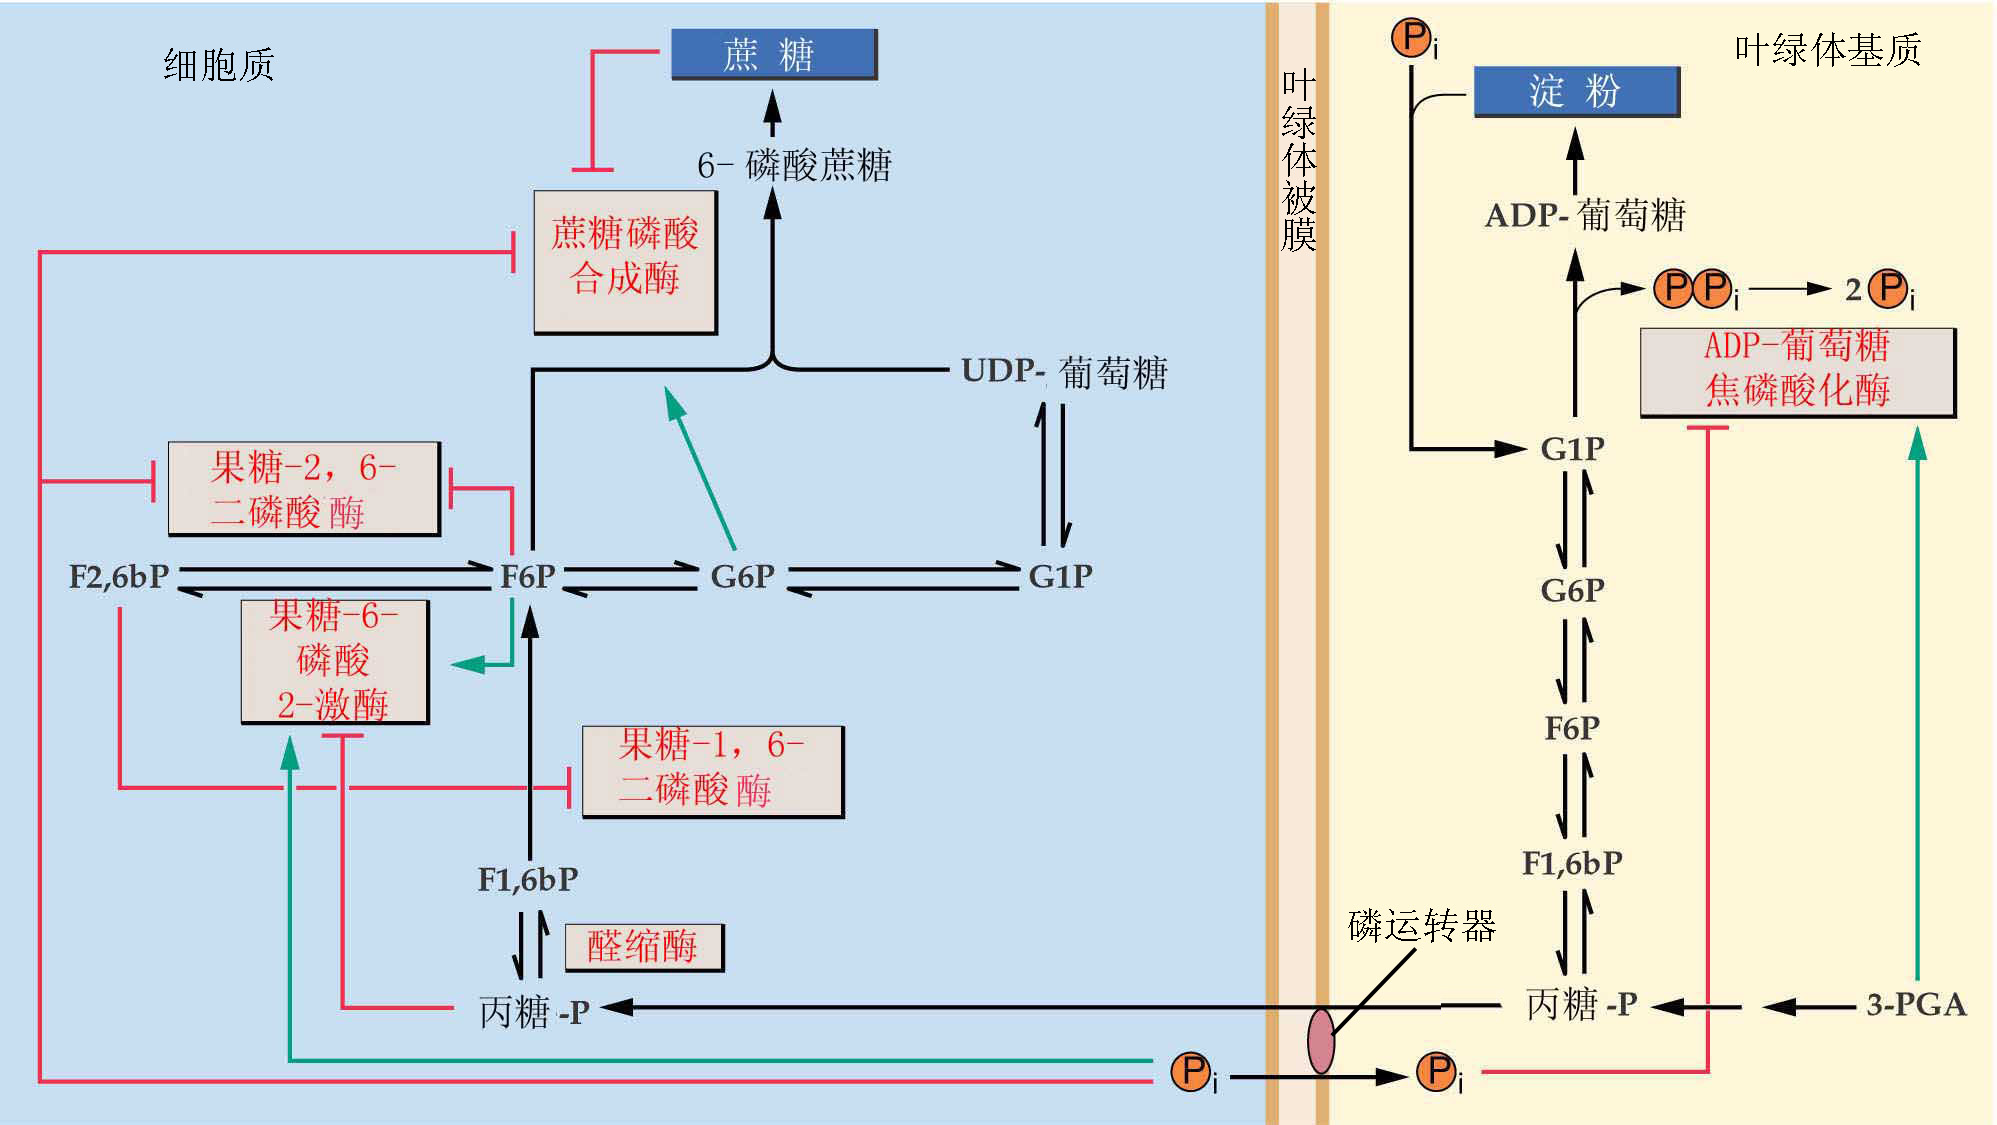 细胞质
蔗 糖
6- 磷酸蔗糖
蔗糖磷酸
合成酶
UDP- 葡萄糖
果糖-2, 6-
二磷酸酶
F2,6bP
F6P
G6P
G1P
果糖-6-
磷酸
2-激酶
果糖-1, 6-
二磷酸酶
F1,6bP
醛缩酶
丙糖-P
Pi
叶绿体被膜
磷运转器
叶绿体基质
Pi
淀 粉
ADP-葡萄糖
PPi
2 Pi
ADP-葡萄糖
焦磷酸化酶
G1P
G6P
F6P
F1,6bP
丙糖-P
3-PGA
Pi